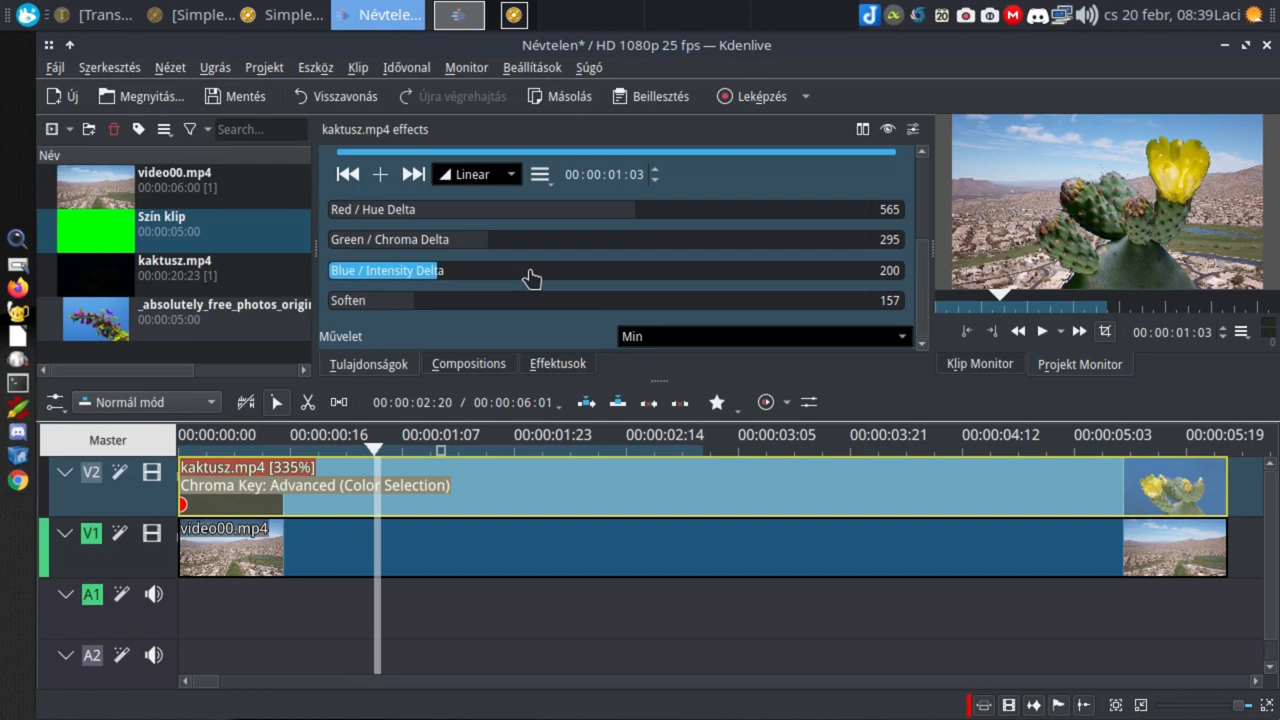 [Trans... [Simple... Simple... Névtele... 20 cs 20 febr, 08:39 Laci
Névtelen* / HD 1080p 25 fps — Kdenlive
Fájl Szerkesztés Nézet Ugrás Projekt Eszköz Klip Idővonal Monitor Beállítások Súgó
Új Megnyitás... Mentés Visszavonás Újra végrehajtás Másolás Beillesztés Leképzés
Search... kaktusz.mp4 effects
Név
video00.mp4
00:00:06:00 [1]
Szín klip
00:00:05:00
kaktusz.mp4
00:00:20:23 [1]
_absolutely_free_photos_origin
00:00:05:00
Linear 00:00:01:03
Red / Hue Delta 565
Green / Chroma Delta 295
Blue / Intensity Delta 200
Soften 157
Művelet Min
Tulajdonságok Compositions Effektusok
00:00:01:03
Klip Monitor Projekt Monitor
Normál mód 00:00:02:20 / 00:00:06:01
Master 00:00:00:00 00:00:00:16 00:00:01:07 00:00:01:23 00:00:02:14 00:00:03:05 00:00:03:21 00:00:04:12 00:00:05:03 00:00:05:19
V2 kaktusz.mp4 [335%]
Chroma Key: Advanced (Color Selection)
V1 video00.mp4
A1
A2